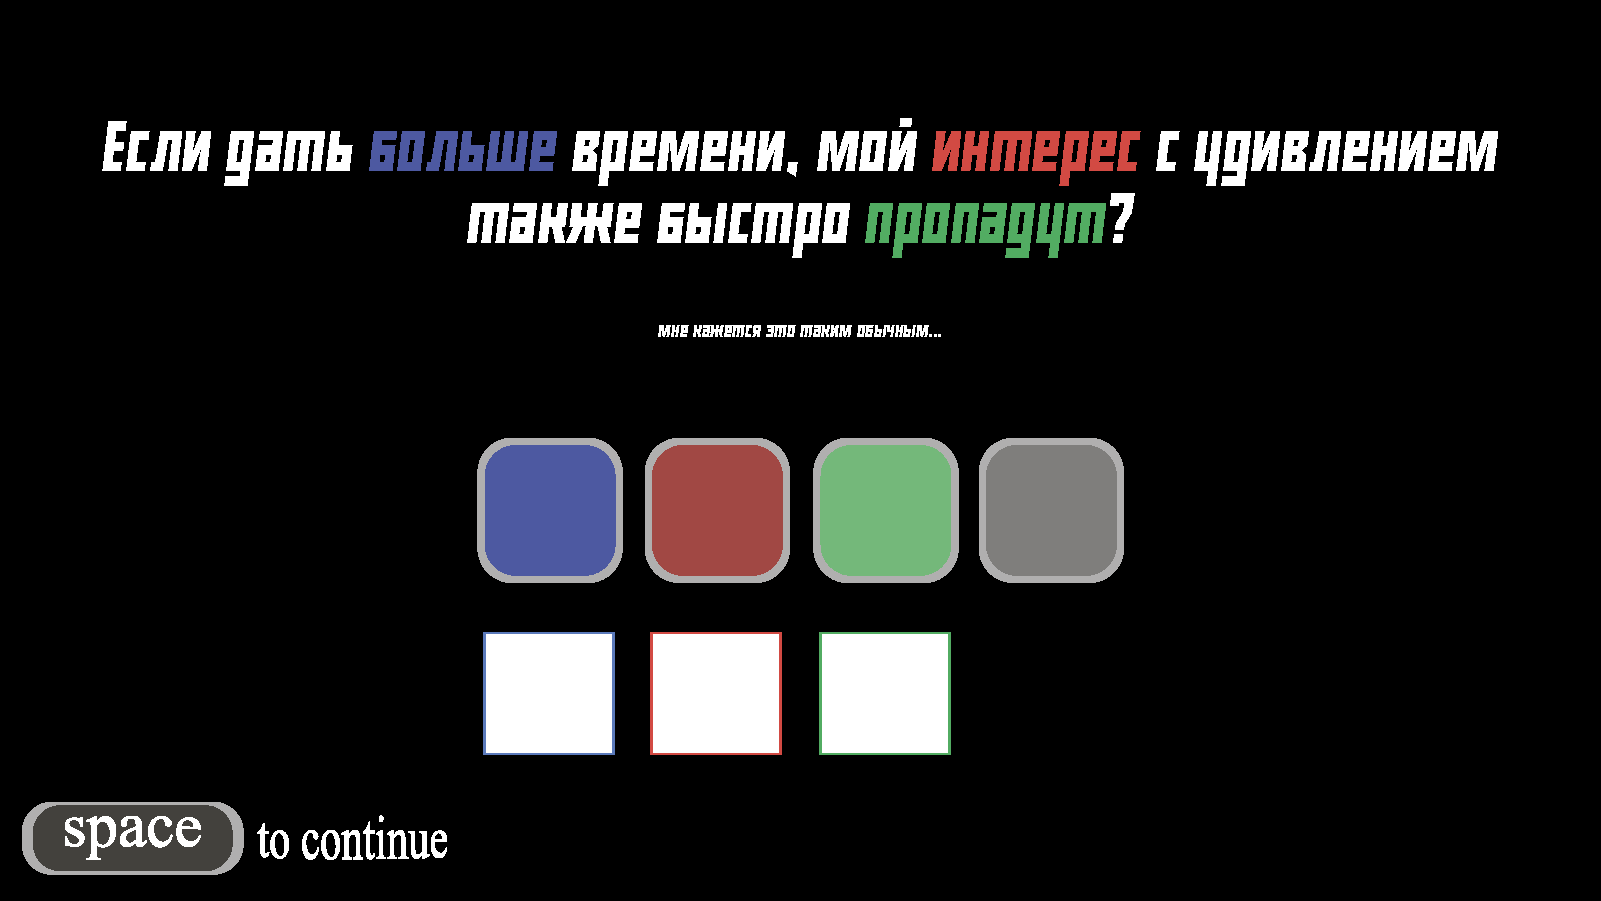 Если дать больше времени, мой интерес с удивлением
также быстро пропадут?
мне кажется это таким обычным...
space to continue